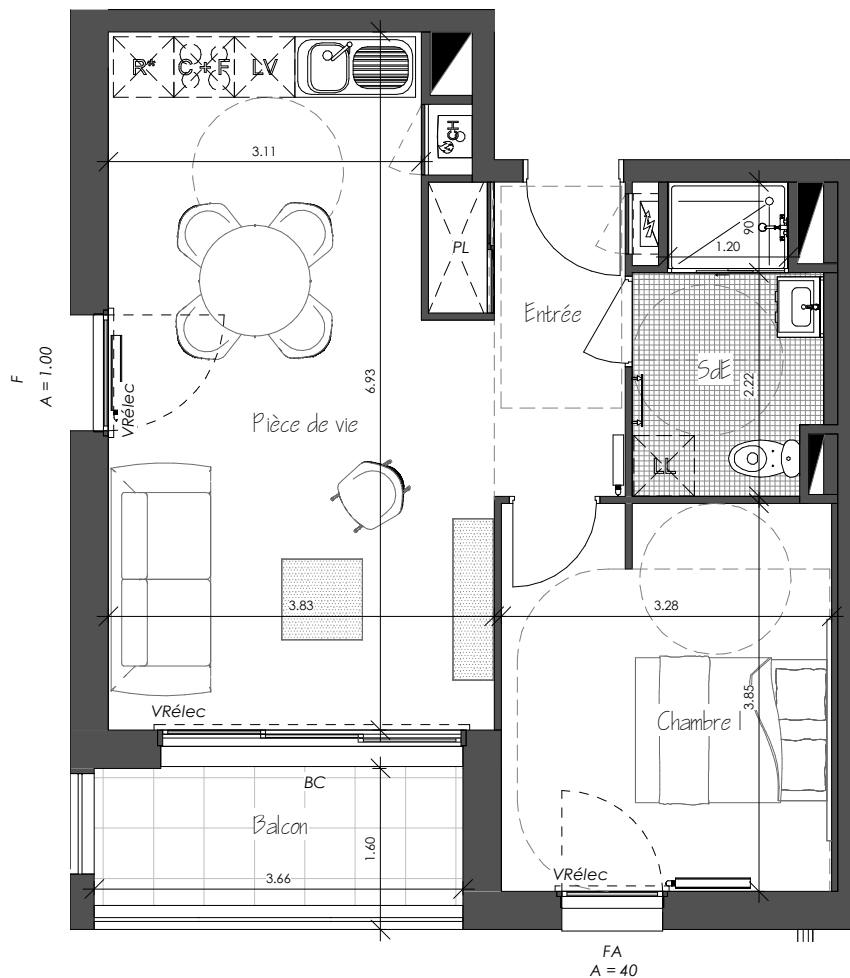 R*
C + F
LV
CH
3.11
PL
90
1.20
Entrée
SdE
2.22
F
A = 1.00
VRélec
6.93
Pièce de vie
LL
3.83
3.28
3.85
Chambre 1
VRélec
BC
Balcon
1.60
3.66
VRélec
FA
A = 40